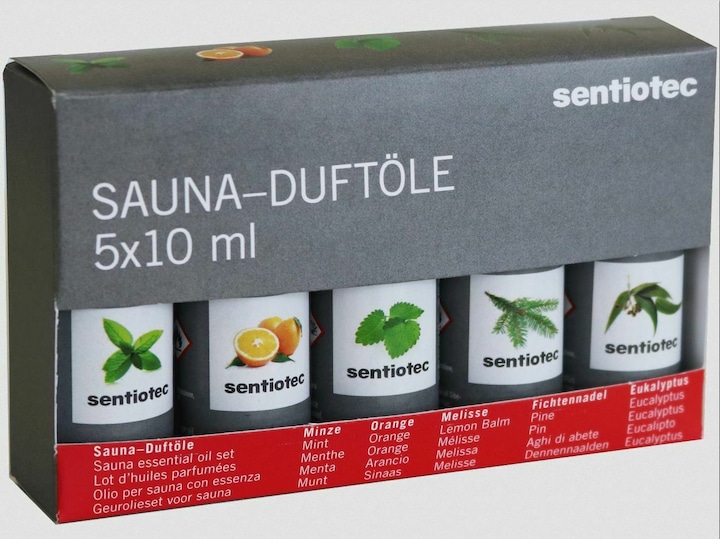 sentiotec
SAUNA–DUFTÖLE
5x10 ml
sentiotec
sentiotec
sentiotec
sentiotec
sentiotec
Sauna–Duftöle
Sauna essential oil set
Lot d'huiles parfumées
Olio per sauna con essenza
Geurolieset voor sauna
Minze
Mint
Menthe
Menta
Munt
Orange
Orange
Orange
Arancio
Sinaas
Melisse
Lemon Balm
Mélisse
Melissa
Melisse
Fichtennadel
Pine
Pin
Aghi di abete
Dennennaalden
Eukalyptus
Eucalyptus
Eucalyptus
Eucalipto
Eucalyptus